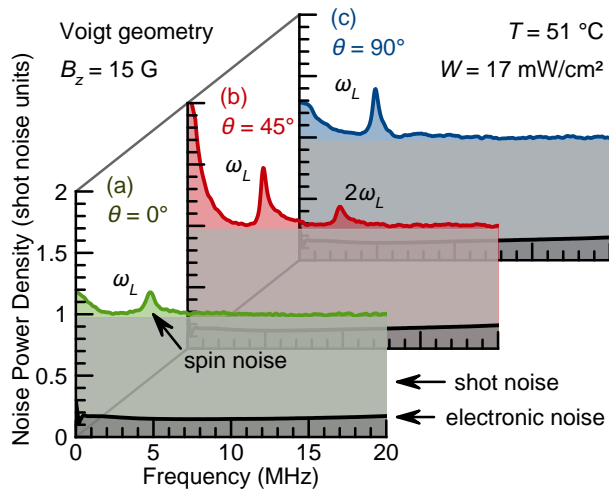 Voigt geometry
B_z = 15 G
(c)
θ = 90°
T = 51 °C
W = 17 mW/cm²
ω_L
(b)
θ = 45°
ω_L
2ω_L
(a)
θ = 0°
ω_L
spin noise
shot noise
electronic noise
Noise Power Density (shot noise units)
2
1.5
1
0.5
0
0 5 10 15 20
Frequency (MHz)